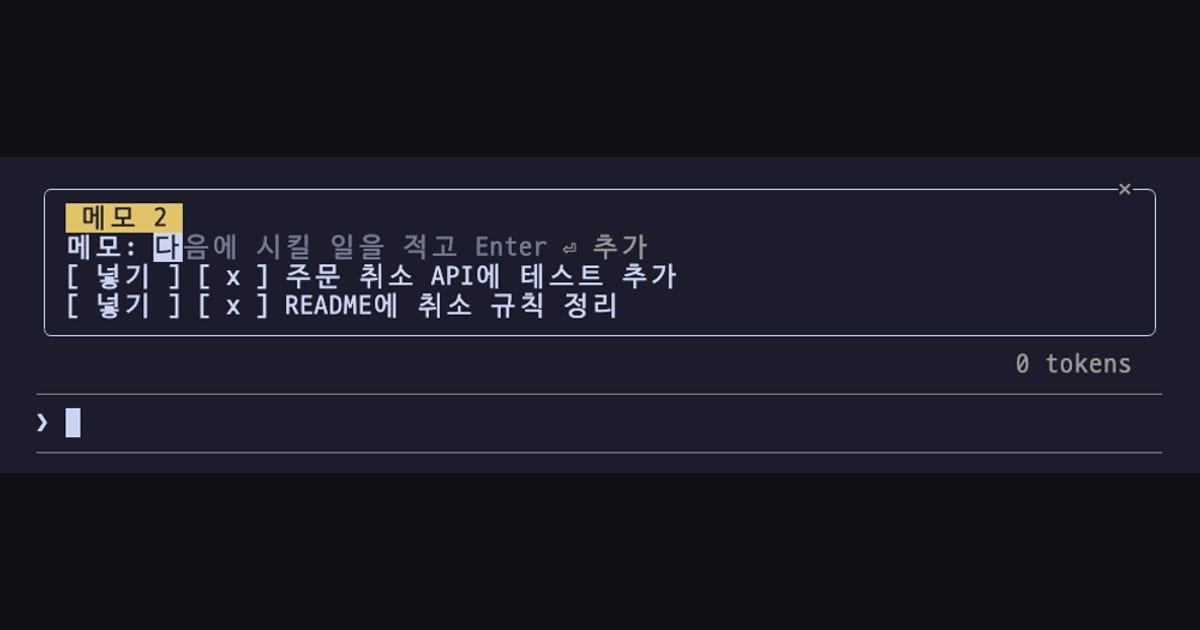 ×
메모 2
메모: 다음에 시킬 일을 적고 Enter ⏎ 추가
[ 넣기 ] [ x ] 주문 취소 API에 테스트 추가
[ 넣기 ] [ x ] README에 취소 규칙 정리
0 tokens
❯